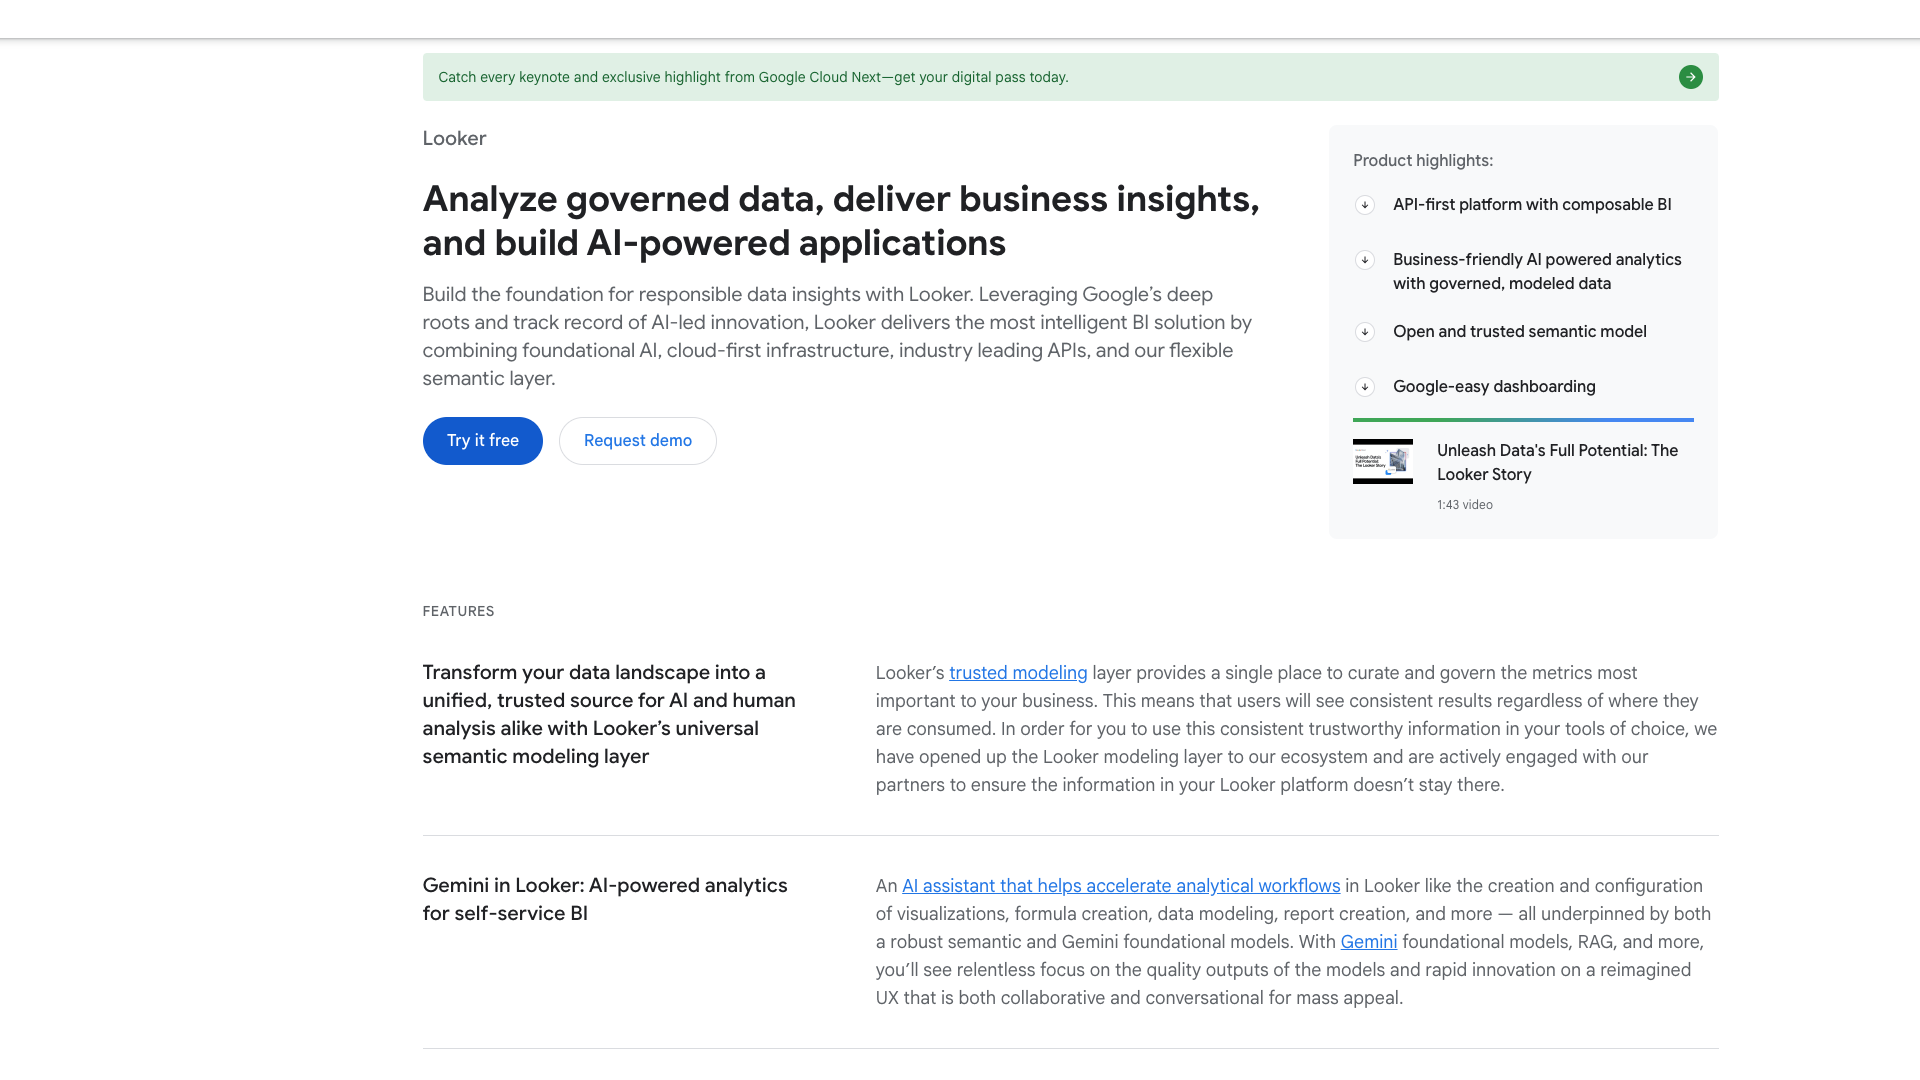 Catch every keynote and exclusive highlight from Google Cloud Next—get your digital pass today.
Looker
Analyze governed data, deliver business insights,
and build AI-powered applications
Build the foundation for responsible data insights with Looker. Leveraging Google’s deep
roots and track record of AI-led innovation, Looker delivers the most intelligent BI solution by
combining foundational AI, cloud-first infrastructure, industry leading APIs, and our flexible
semantic layer.
Try it free
Request demo
Product highlights:
API-first platform with composable BI
Business-friendly AI powered analytics
with governed, modeled data
Open and trusted semantic model
Google-easy dashboarding
Unleash Data's Full Potential: The
Looker Story
1:43 video
FEATURES
Transform your data landscape into a
unified, trusted source for AI and human
analysis alike with Looker’s universal
semantic modeling layer
Looker’s trusted modeling layer provides a single place to curate and govern the metrics most
important to your business. This means that users will see consistent results regardless of where they
are consumed. In order for you to use this consistent trustworthy information in your tools of choice, we
have opened up the Looker modeling layer to our ecosystem and are actively engaged with our
partners to ensure the information in your Looker platform doesn’t stay there.
Gemini in Looker: AI-powered analytics
for self-service BI
An AI assistant that helps accelerate analytical workflows in Looker like the creation and configuration
of visualizations, formula creation, data modeling, report creation, and more — all underpinned by both
a robust semantic and Gemini foundational models. With Gemini foundational models, RAG, and more,
you’ll see relentless focus on the quality outputs of the models and rapid innovation on a reimagined
UX that is both collaborative and conversational for mass appeal.